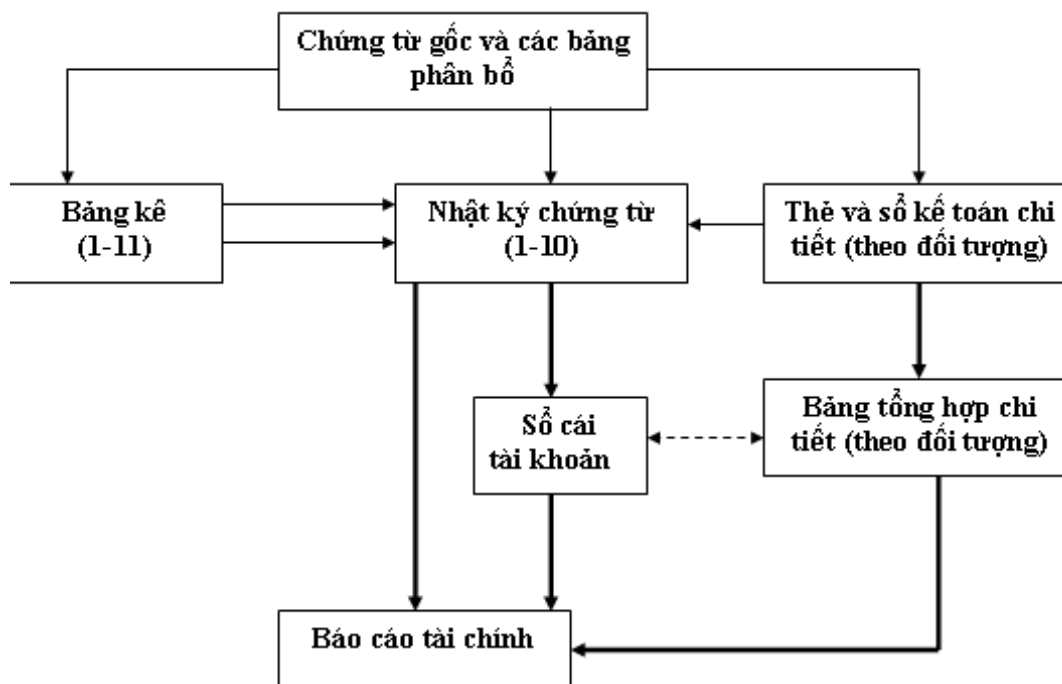 Chứng từ gốc và các bảng
phân bổ
Bảng kê
(1-11)
Nhật ký chứng từ
(1-10)
Thẻ và sổ kế toán chi
tiết (theo đối tượng)
Sổ cái
tài khoản
Bảng tổng hợp chi
tiết (theo đối tượng)
Báo cáo tài chính